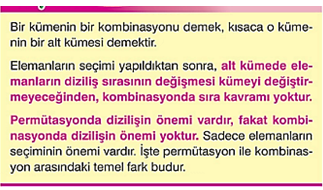 Bir kümenin bir kombinasyonu demek, kısaca o küme-
nin bir alt kümesi demektir.
Elemanların seçimi yapıldıktan sonra, alt kümede ele-
manların diziliş sırasının değişmesi kümeyi değiştir-
meyeceğinden, kombinasyonda sıra kavramı yoktur.
Permütasyonda dizilişin önemi vardır, fakat kombi-
nasyonda dizilişin önemi yoktur. Sadece elemanların
seçiminin önemi vardır. İşte permütasyon ile kombinas-
yon arasındaki temel fark budur.